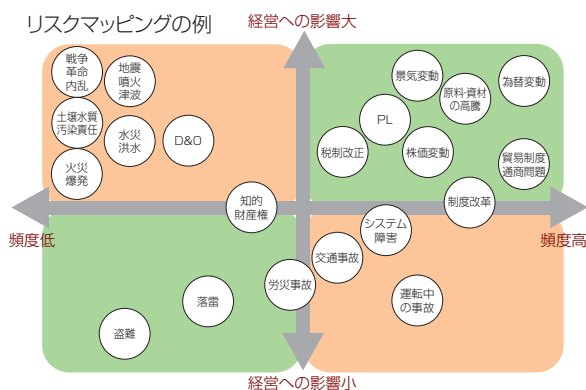 リスクマッピングの例
経営への影響大
戦争
革命
内乱
地震
噴火
津波
景気変動
原料・資材
の高騰
為替変動
土壌水質
汚染責任
水災
洪水
D&O
PL
税制改正
株価変動
貿易制度
通商問題
火災
爆発
知的
財産権
制度改革
頻度低
頻度高
システム
障害
交通事故
労災事故
運転中
の事故
落雷
盗難
経営への影響小